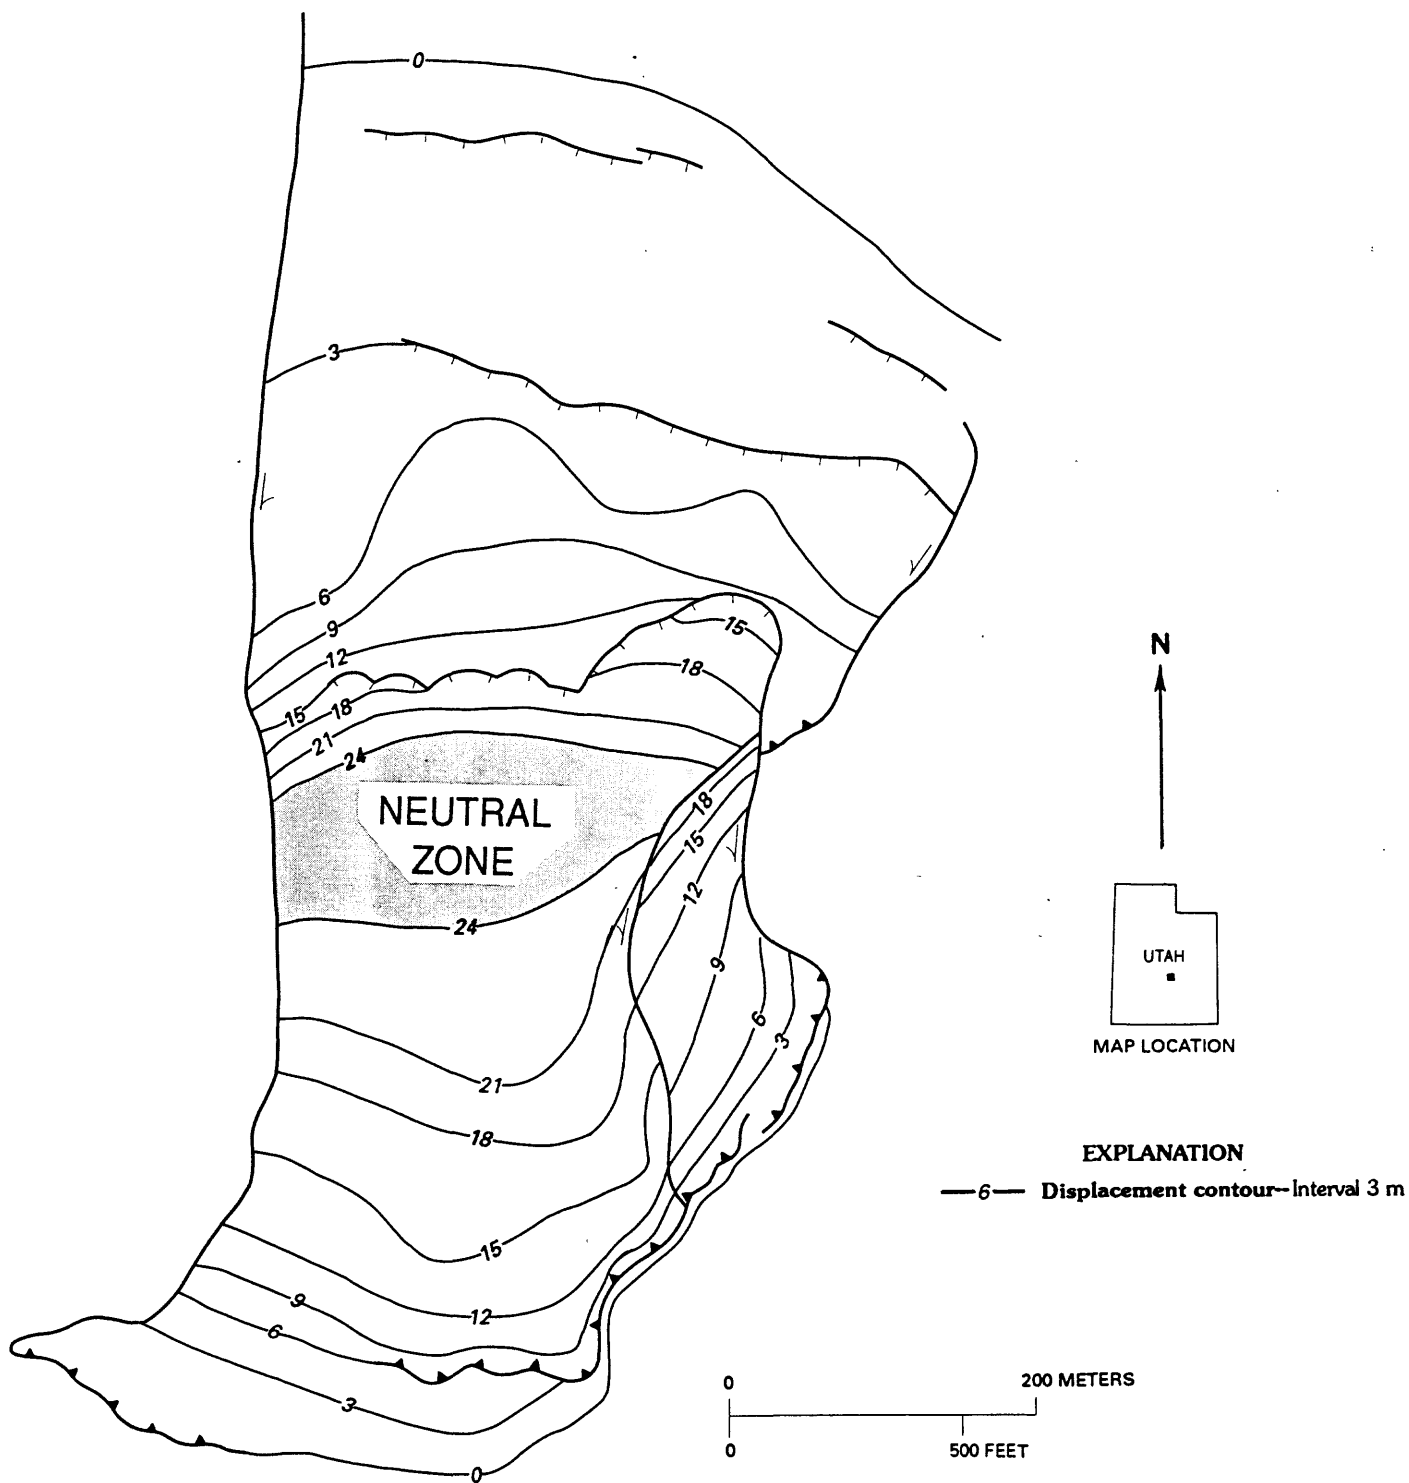 0
3
6
9
12
15
18
15
18
21
24
NEUTRAL
ZONE
18
15
12
24
9
6
3
21
18
15
12
9
6
3
0
N
UTAH
MAP LOCATION
EXPLANATION
6 Displacement contour--Interval 3 m
0 200 METERS
0 500 FEET